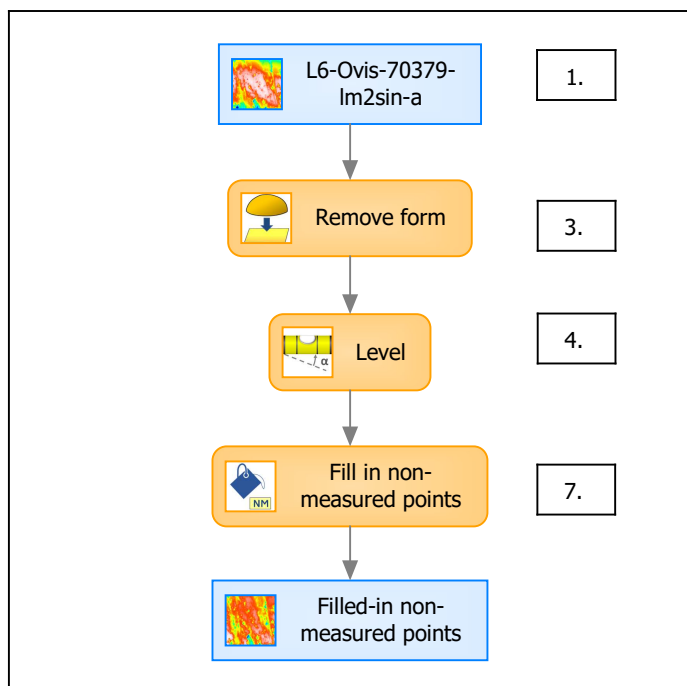 L6-Ovis-70379-
lm2sin-a
1.
Remove form
3.
α
Level
4.
NM
Fill in non-
measured points
7.
Filled-in non-
measured points